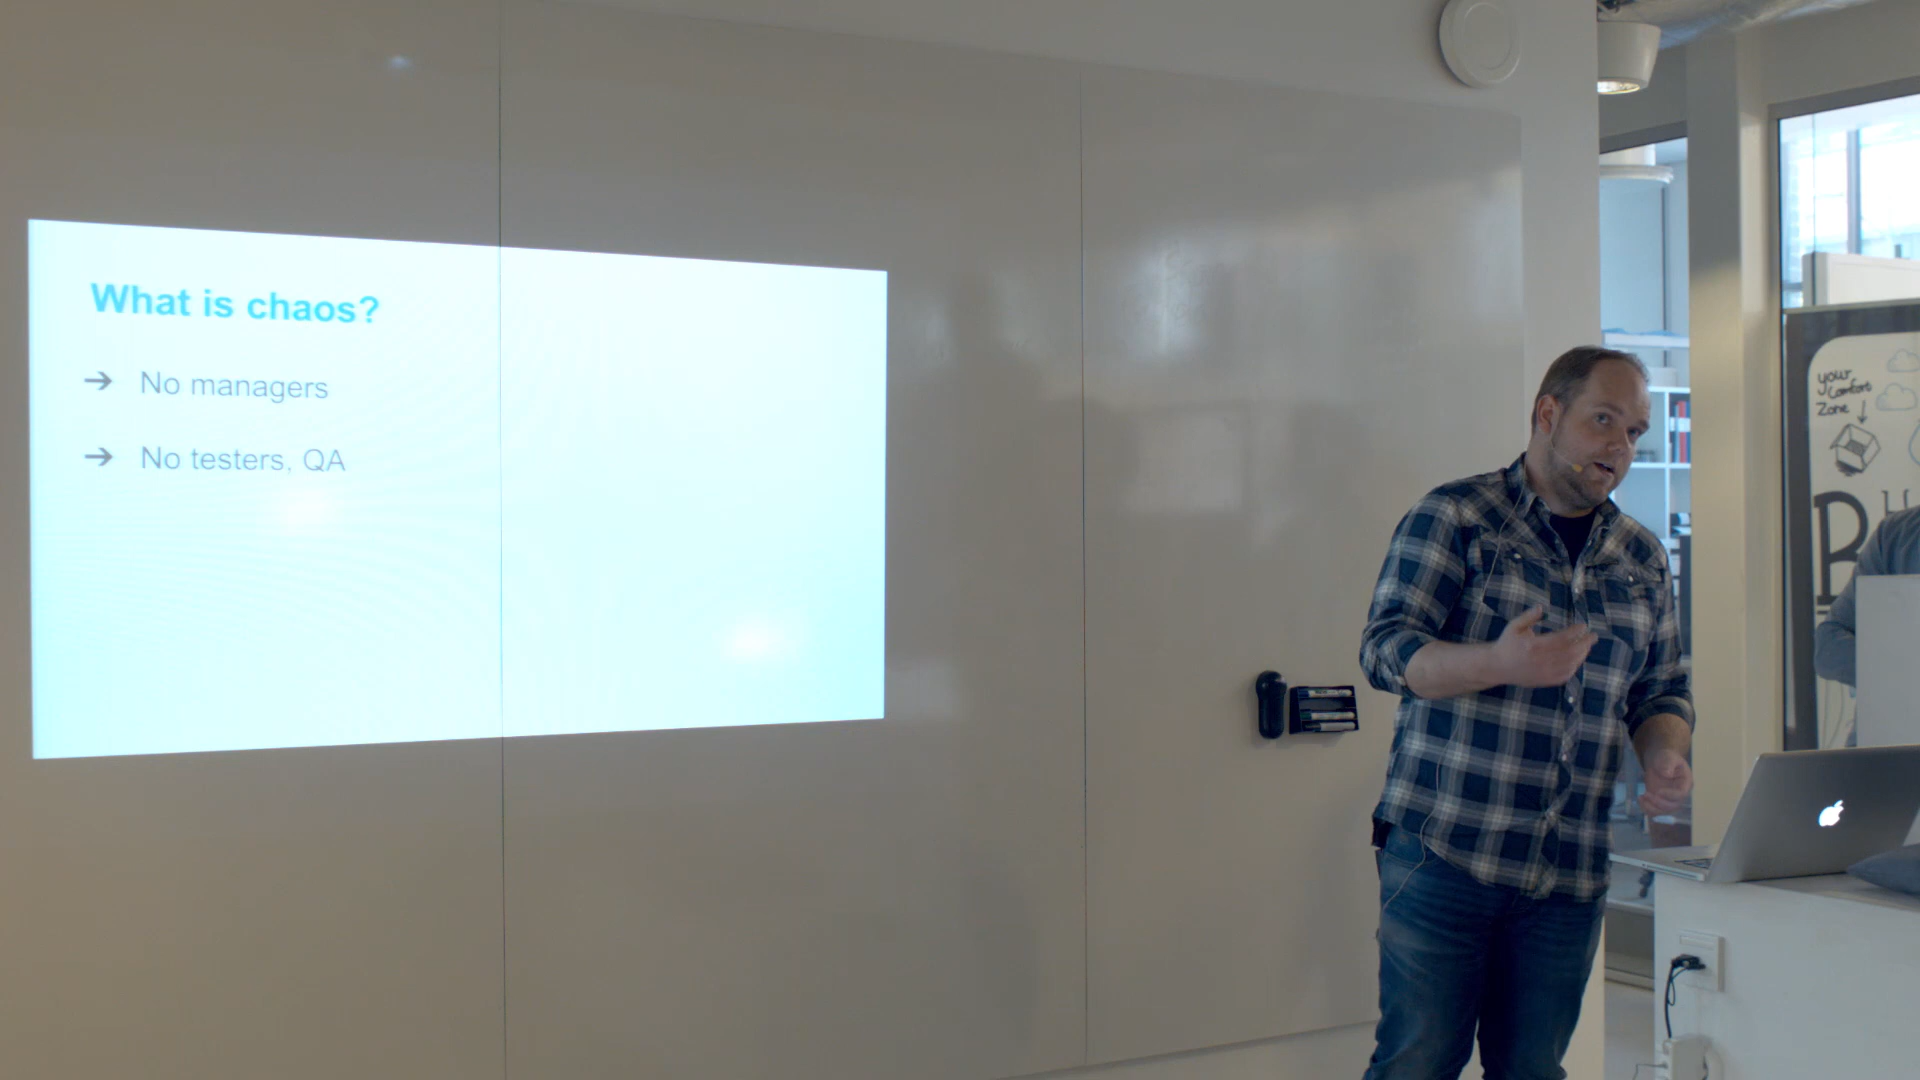 What is chaos?
➔ No managers
➔ No testers, QA
your
Comfort
Zone